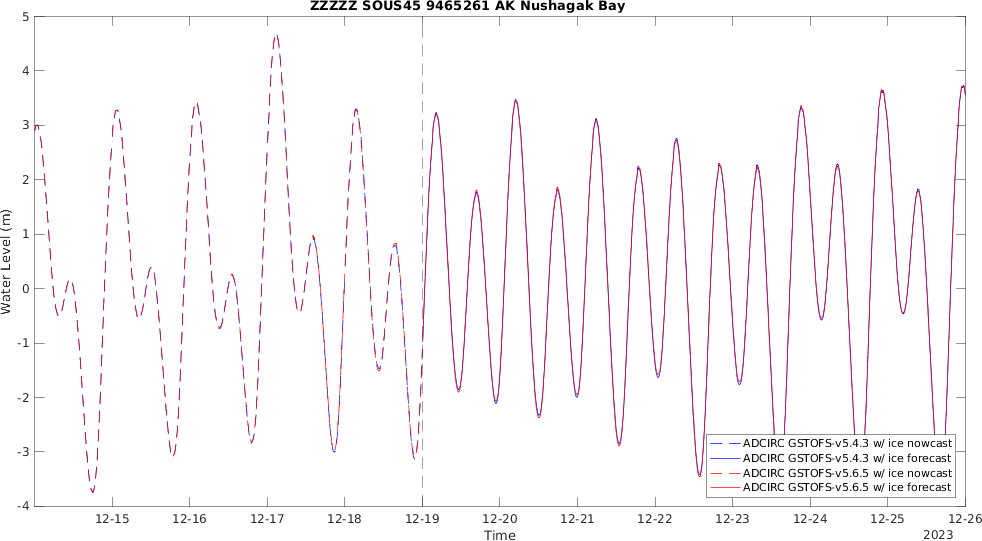 ZZZZZ SOUS45 9465261 AK Nushagak Bay
5
4
3
2
1
0
-1
-2
-3
-4
Water Level (m)
ADCIRC GSTOFS-v5.4.3 w/ ice nowcast
ADCIRC GSTOFS-v5.4.3 w/ ice forecast
ADCIRC GSTOFS-v5.6.5 w/ ice nowcast
ADCIRC GSTOFS-v5.6.5 w/ ice forecast
12-15 12-16 12-17 12-18 12-19 12-20 12-21 12-22 12-23 12-24 12-25 12-26
Time
2023